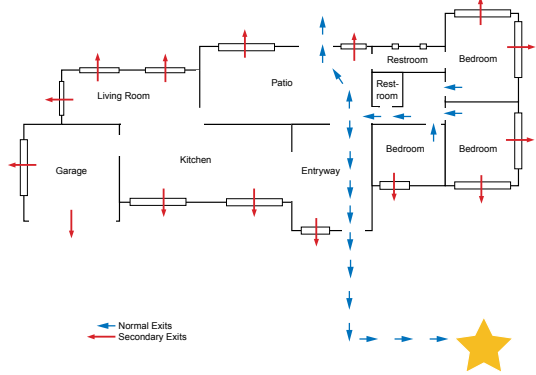 Restroom
Bedroom
Patio
Rest-
room
Living Room
Kitchen
Garage
Entryway
Bedroom
Bedroom
Normal Exits
Secondary Exits